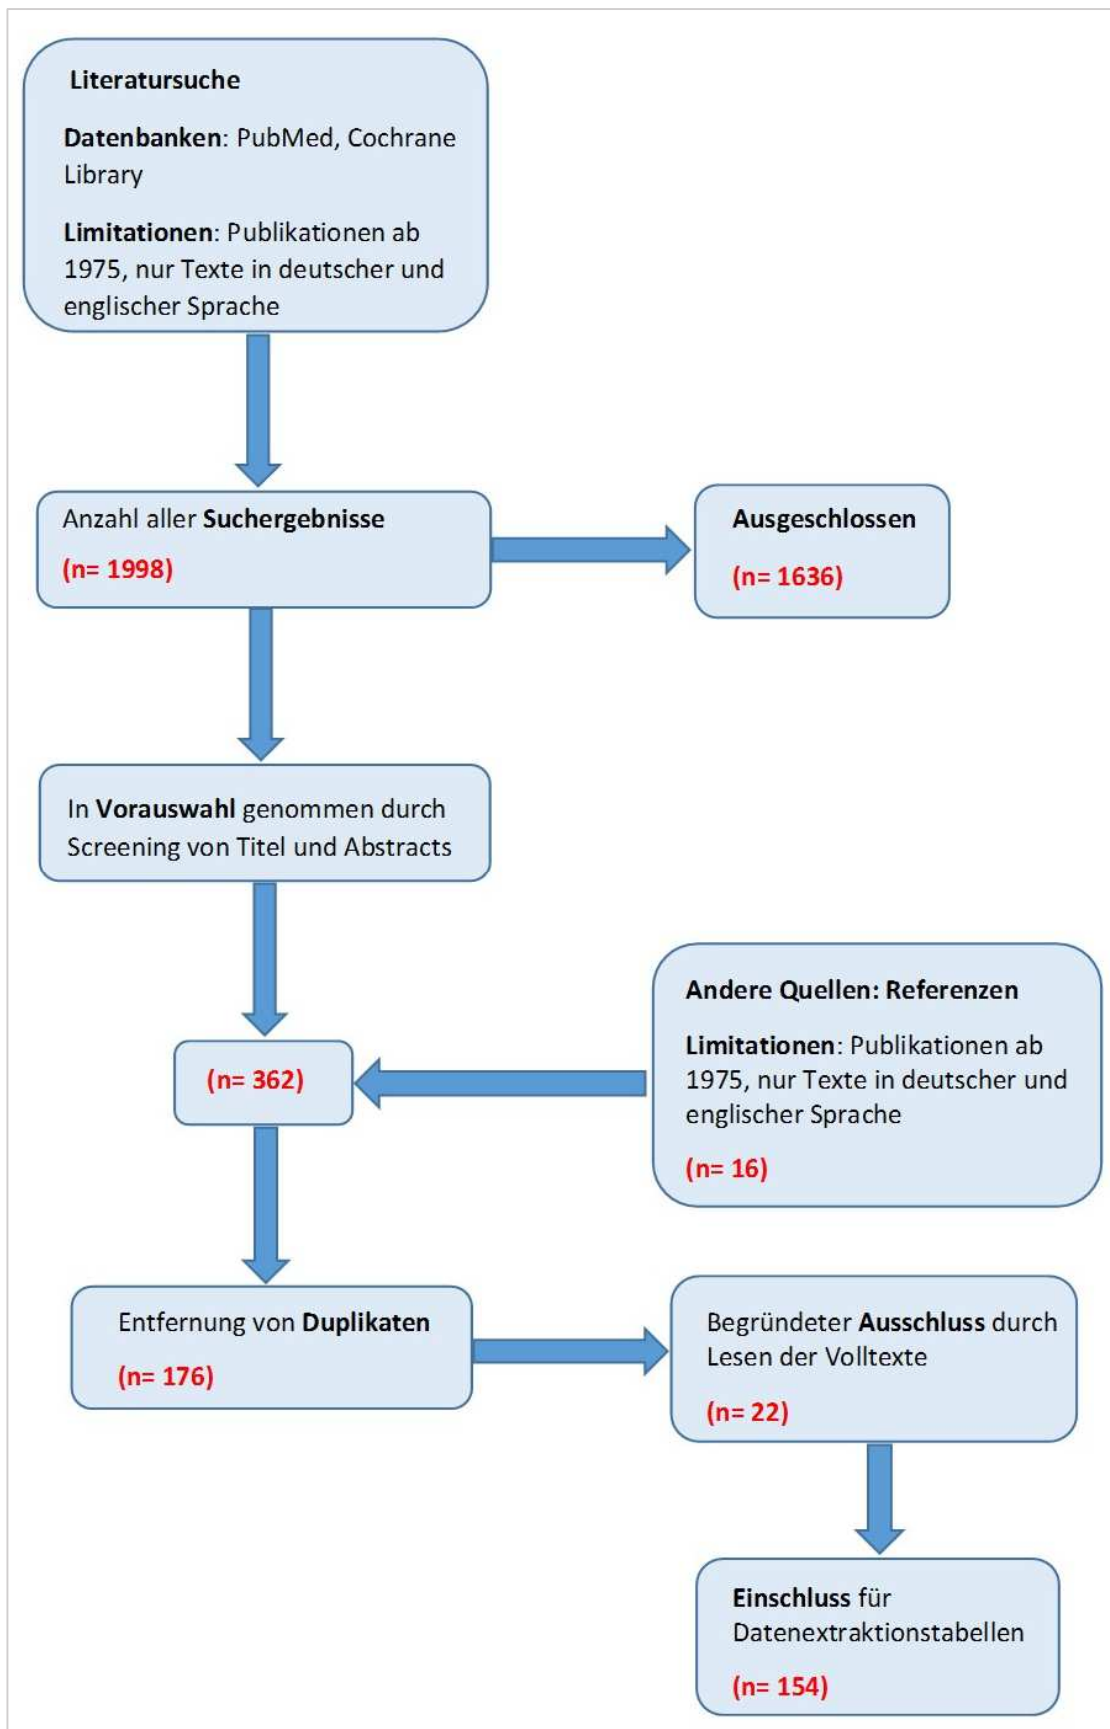 Literatursuche
Datenbanken: PubMed, Cochrane
Library
Limitationen: Publikationen ab
1975, nur Texte in deutscher und
englischer Sprache
Anzahl aller Suchergebnisse
(n= 1998)
Ausgeschlossen
(n= 1636)
In Vorauswahl genommen durch
Screening von Titel und Abstracts
Andere Quellen: Referenzen
Limitationen: Publikationen ab
1975, nur Texte in deutscher und
englischer Sprache
(n= 16)
(n= 362)
Entfernung von Duplikaten
(n= 176)
Begründeter Ausschluss durch
Lesen der Volltexte
(n= 22)
Einschluss für
Datenextraktionstabellen
(n= 154)